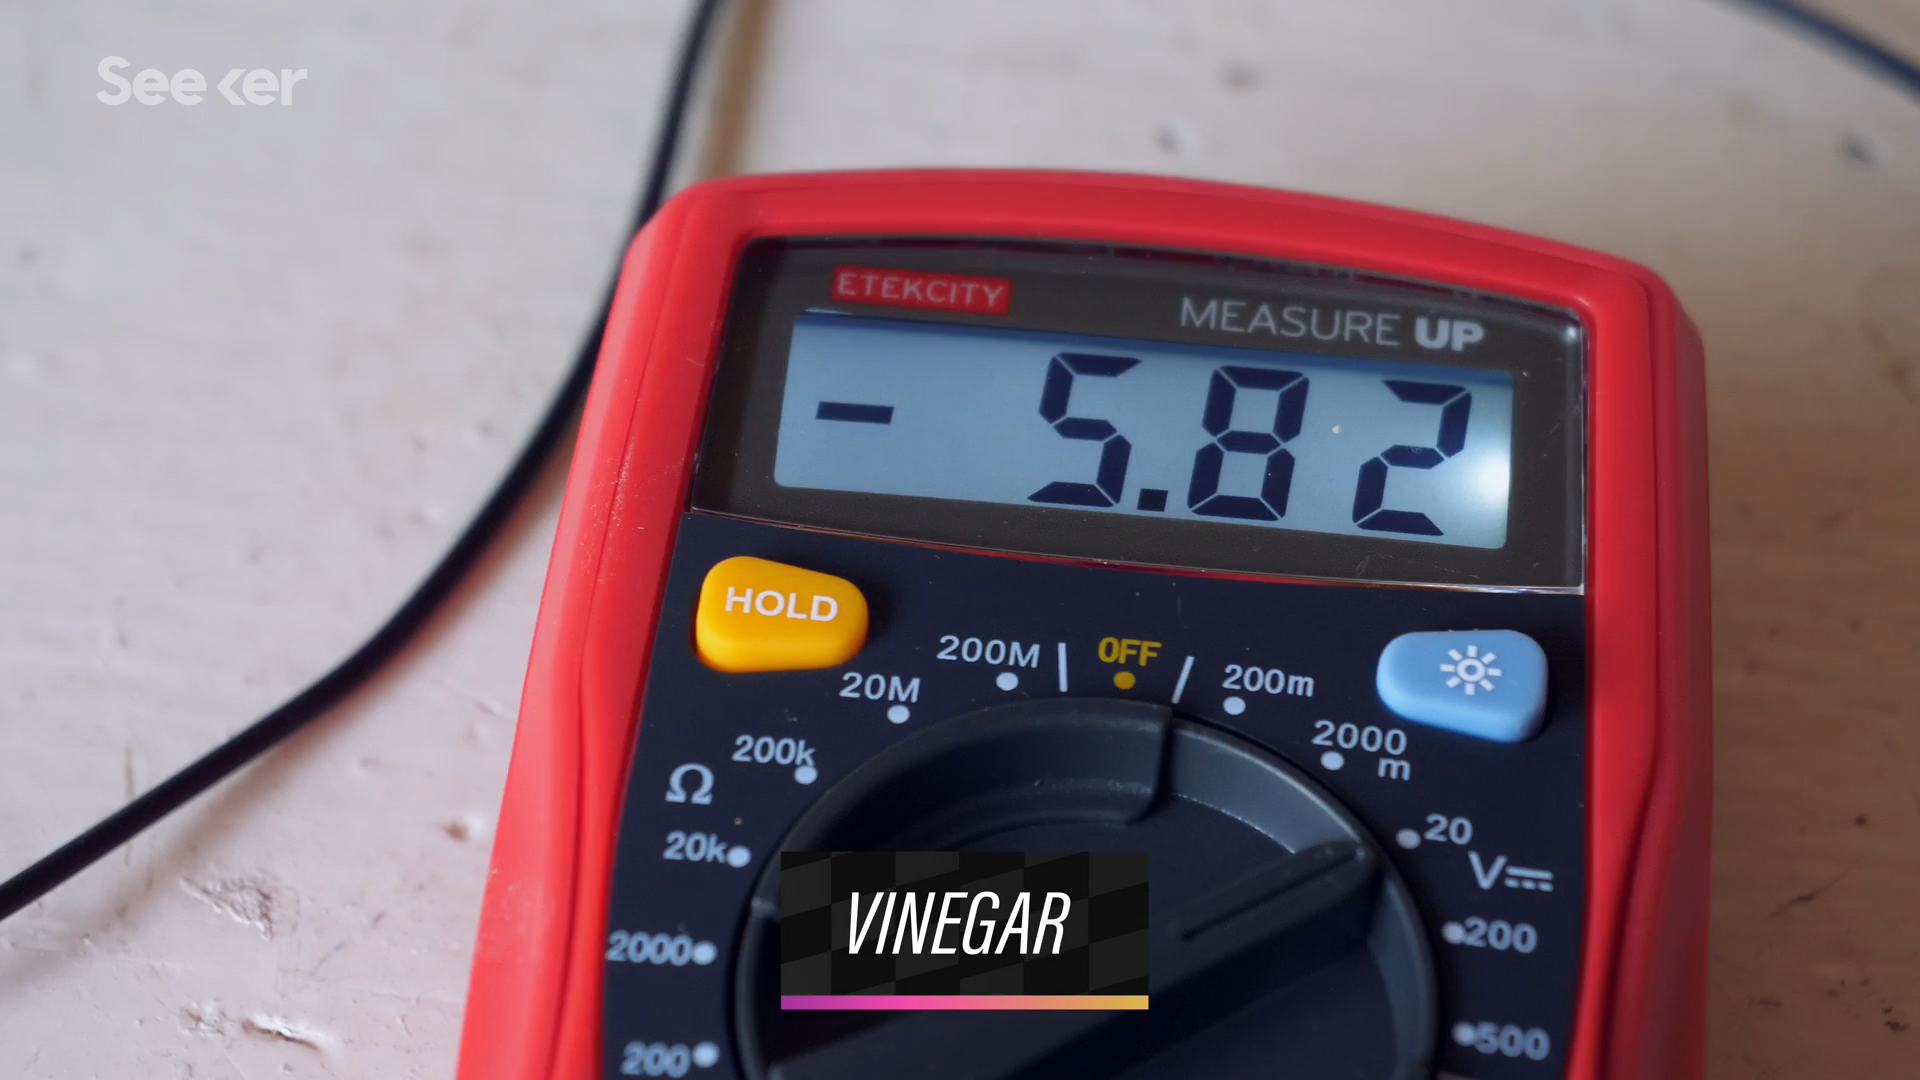 Seeker
ETEKCITY
MEASURE UP
- 5.82
HOLD
200M
OFF
200m
20M
2000
m
200k
Ω
20
V
20k
VINEGAR
200
2000
500
200